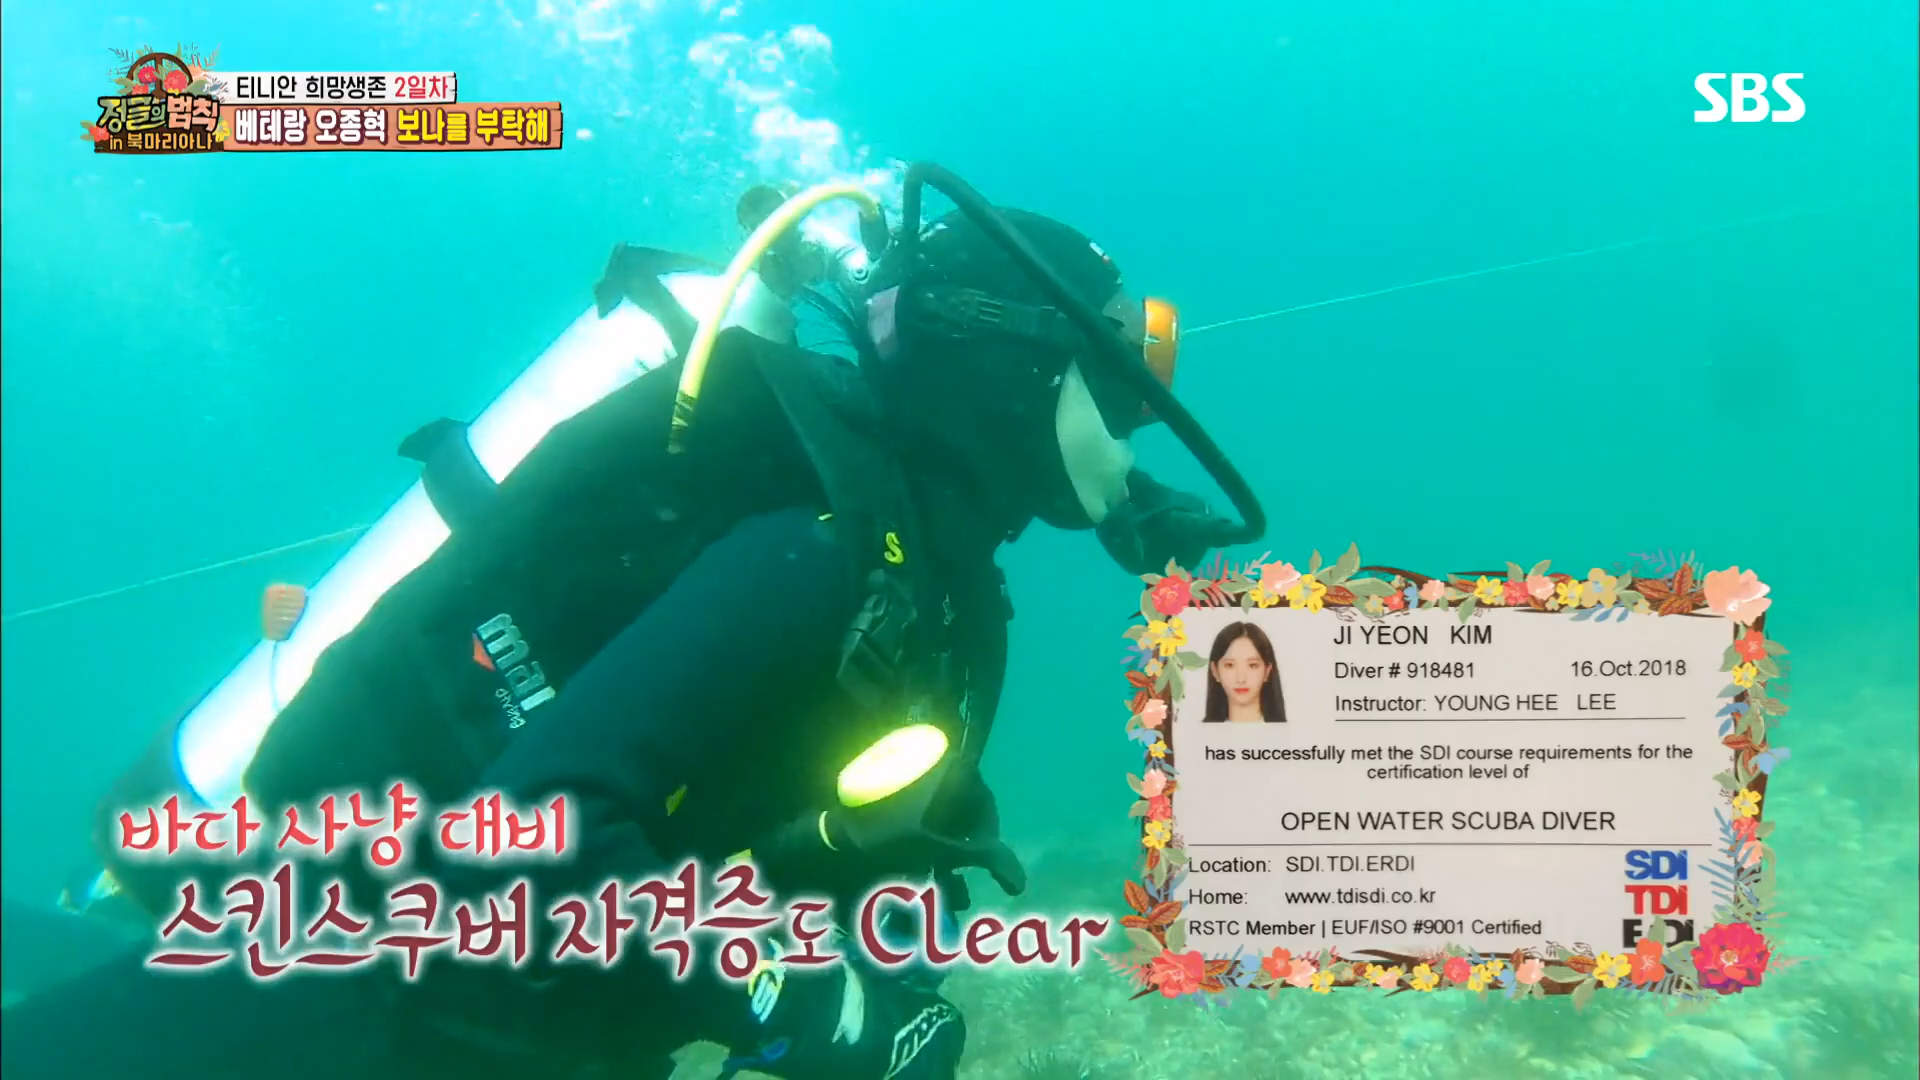 정글의 법칙
in 북마리아나
티니안 희망생존 2일차
베테랑 오종혁 보나를 부탁해
SBS
S
mal
바다 사냥 대비
스킨스쿠버 자격증도 Clear
JI YEON KIM
Diver # 918481 16.Oct.2018
Instructor: YOUNG HEE LEE
has successfully met the SDI course requirements for the
certification level of
OPEN WATER SCUBA DIVER
Location: SDI.TDI.ERDI
Home: www.tdisdi.co.kr
RSTC Member | EUF/ISO #9001 Certified
SDI
TDI
S